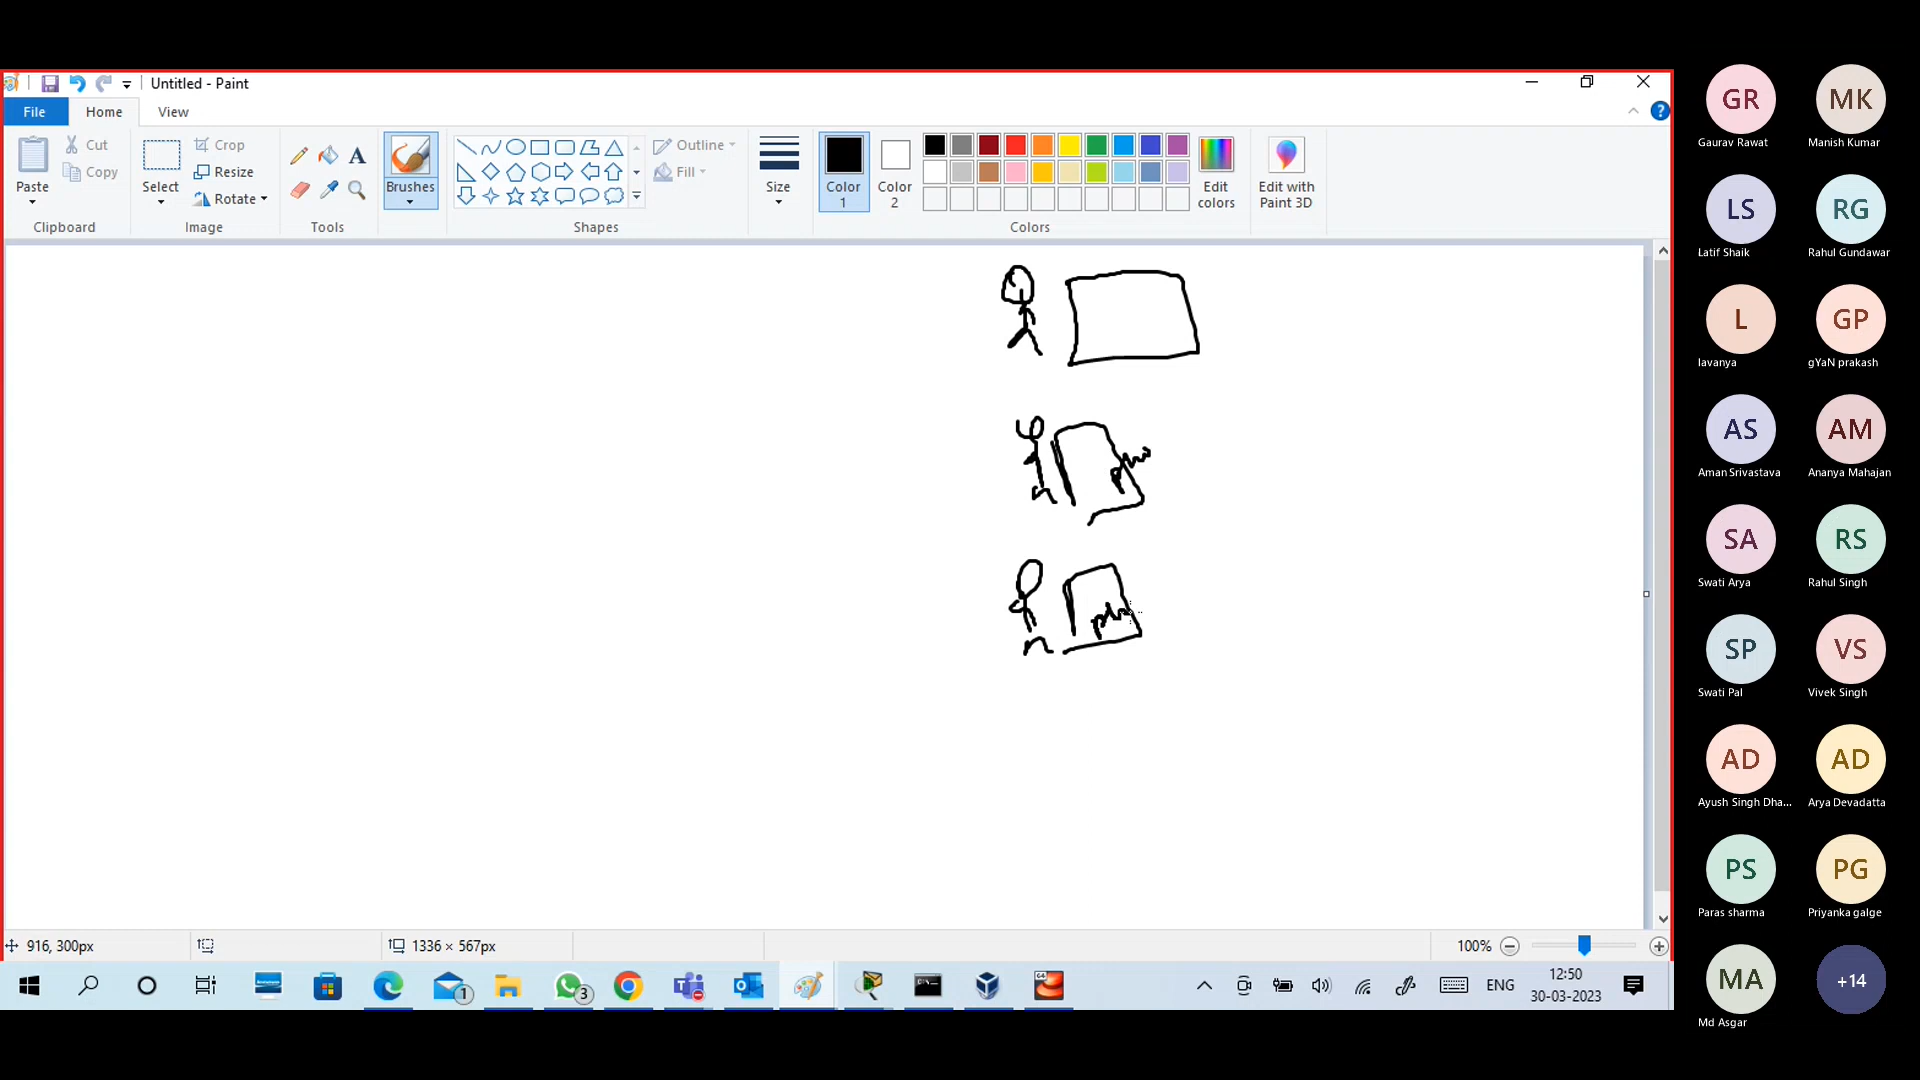 Untitled - Paint
File Home View
Paste
Cut
Copy
Clipboard
Select
Crop
Resize
Rotate
Image
Tools
Brushes
Shapes
Outline
Fill
Size
Color 1
Color 2
Edit colors
Colors
Edit with Paint 3D
916, 300px
1336 × 567px
100%
1
3
64
ENG
12:50
30-03-2023
GR MK
Gaurav Rawat Manish Kumar
LS RG
Latif Shaik Rahul Gundawar
L GP
lavanya gYaN prakash
AS AM
Aman Srivastava Ananya Mahajan
SA RS
Swati Arya Rahul Singh
SP VS
Swati Pal Vivek Singh
AD AD
Ayush Singh Dha... Arya Devadatta
PS PG
Paras sharma Priyanka galge
MA +14
Md Asgar